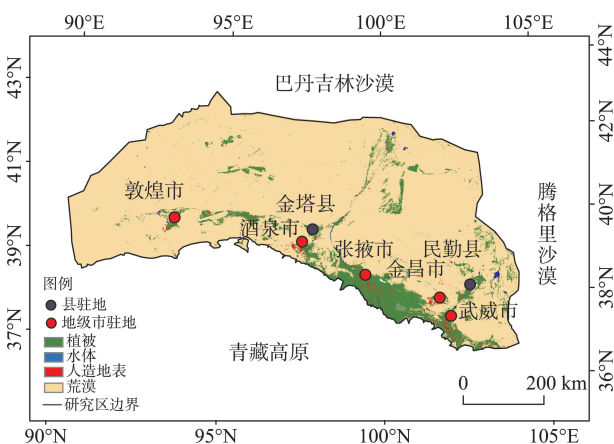 90°E 95°E 100°E 105°E
44°N
43°N
巴丹吉林沙漠
42°N
41°N
敦煌市
金塔县
腾格里沙漠
40°N
酒泉市
39°N
张掖市 民勤县
金昌市
38°N
图例
县驻地
地级市驻地
武威市
37°N
植被
水体
青藏高原
人造地表
36°N
荒漠
0 200 km
研究区边界
90°E 95°E 100°E 105°E